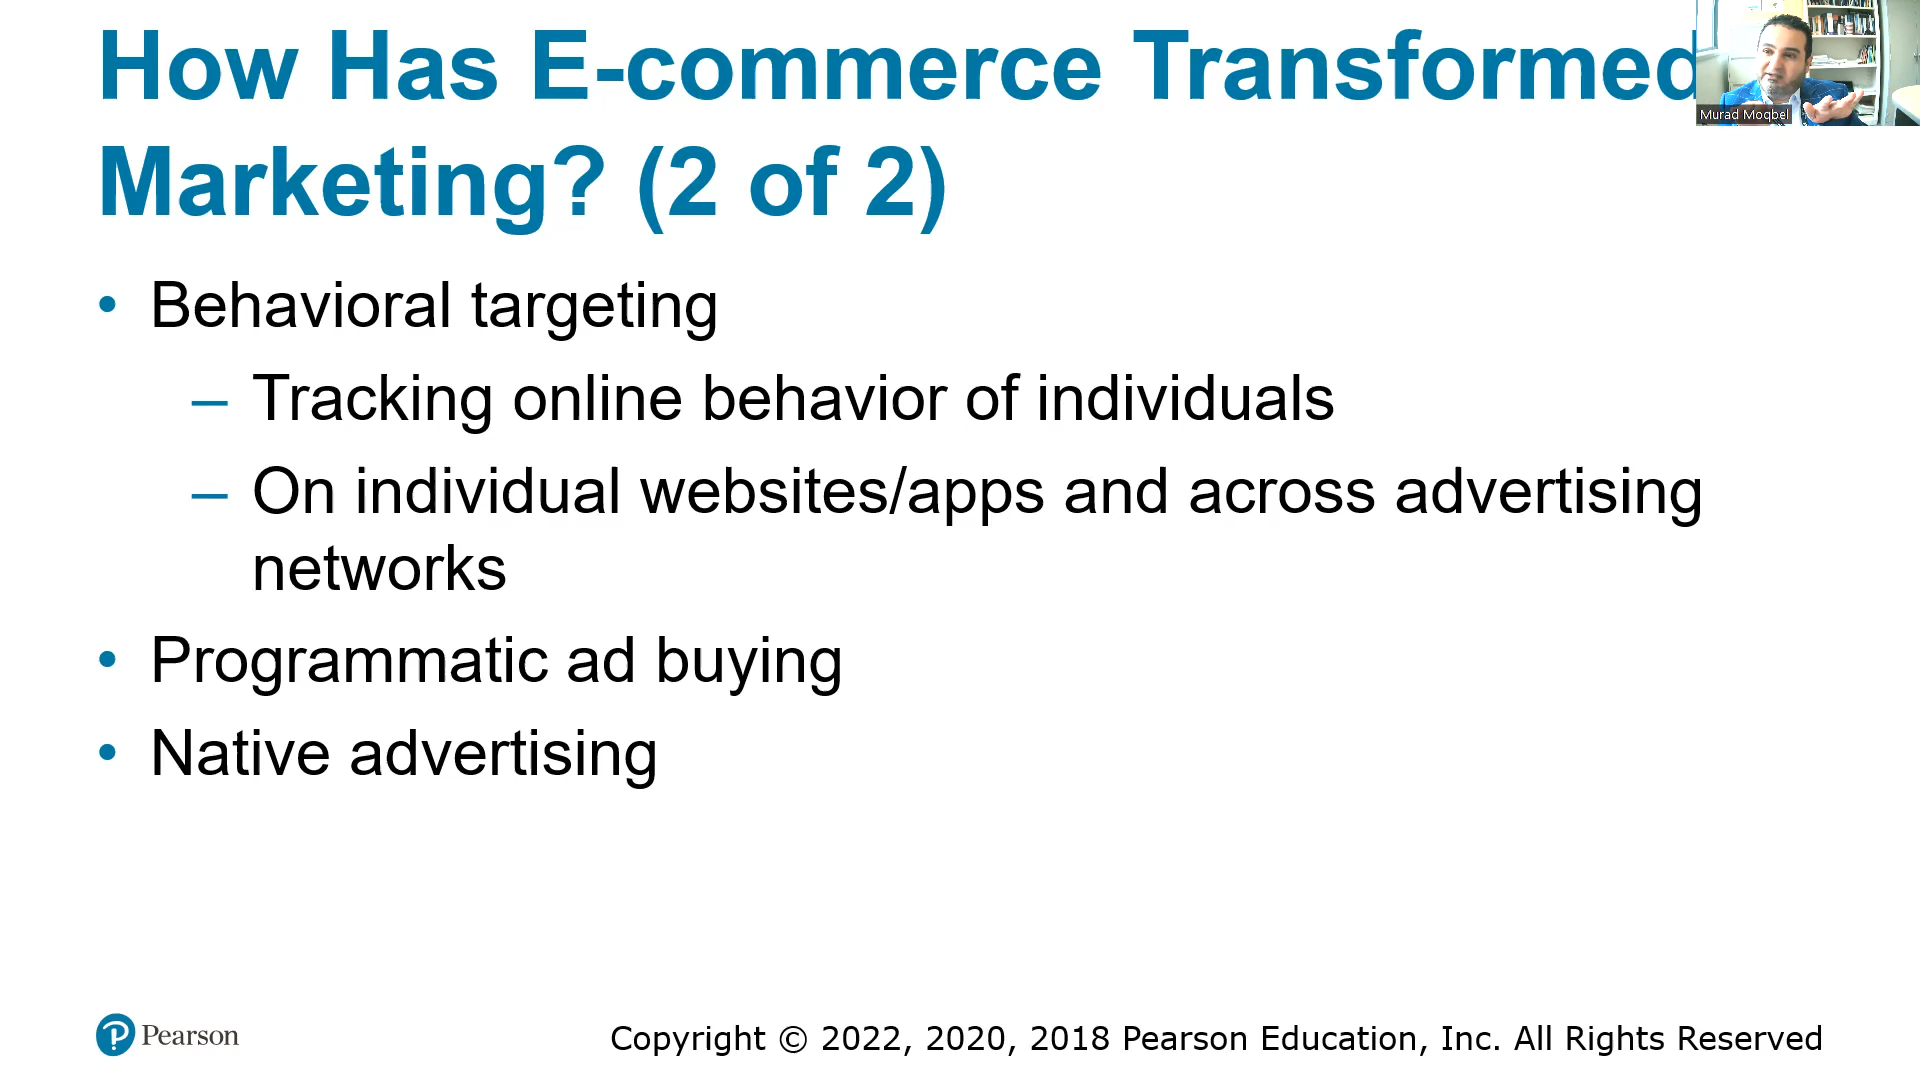 How Has E-commerce Transformed
Marketing? (2 of 2)
Murad Moqbel
• Behavioral targeting
– Tracking online behavior of individuals
– On individual websites/apps and across advertising
networks
• Programmatic ad buying
• Native advertising
Pearson
Copyright © 2022, 2020, 2018 Pearson Education, Inc. All Rights Reserved